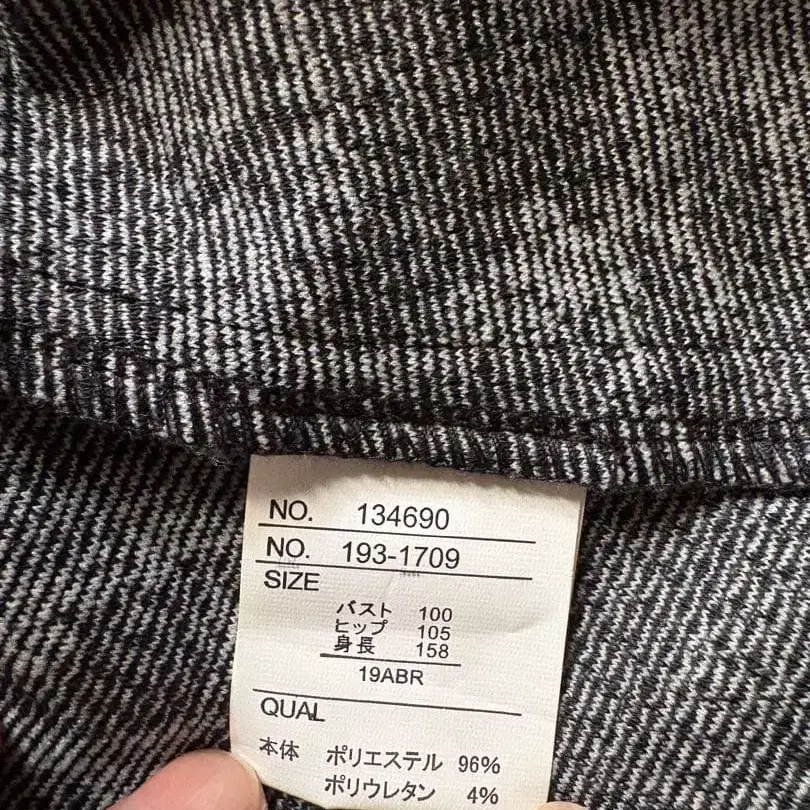 NO. 134690
NO. 193-1709
SIZE
バスト 100
ヒップ 105
身長 158
19ABR
QUAL
本体 ポリエステル 96%
ポリウレタン 4%